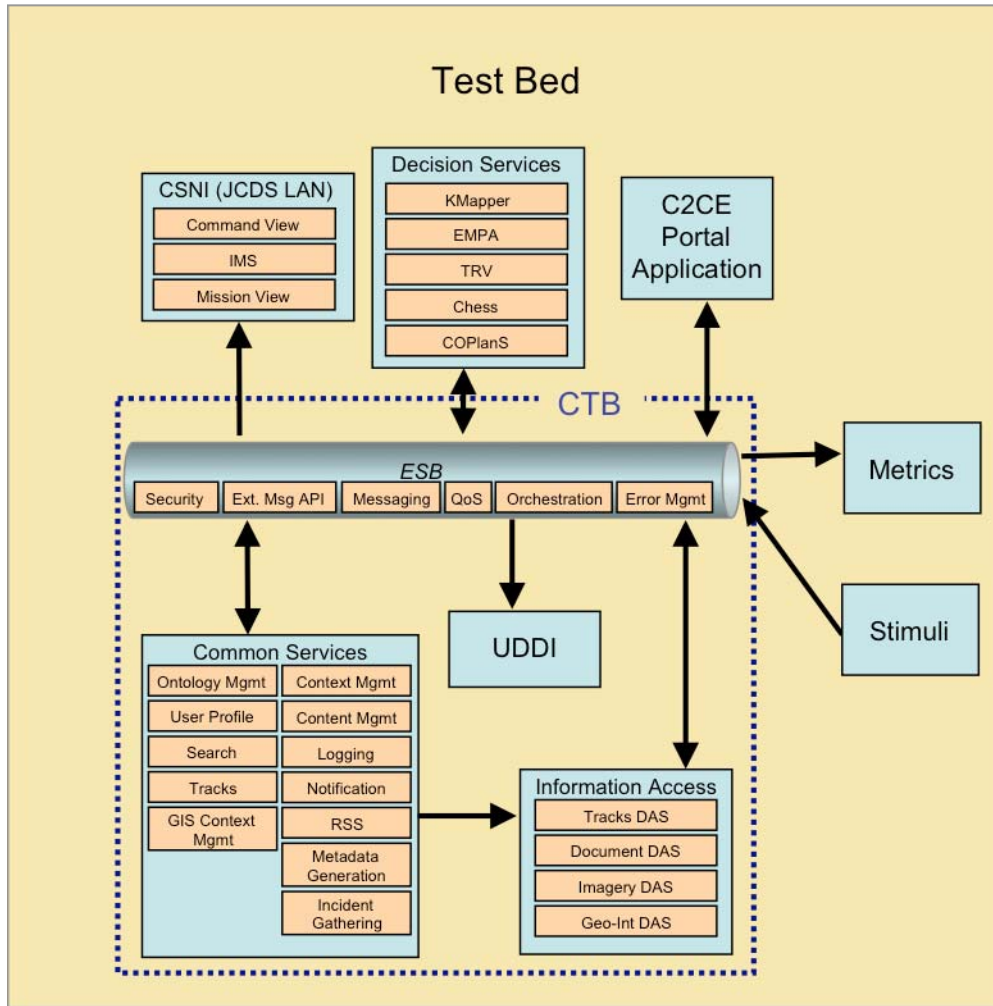 Test Bed
CSNI (JCDS LAN)
Command View
IMS
Mission View
Decision Services
KMapper
EMPA
TRV
Chess
COPlanS
C2CE
Portal
Application
CTB
ESB
Security
Ext. Msg API
Messaging
QoS
Orchestration
Error Mgmt
Metrics
Stimuli
UDDI
Common Services
Ontology Mgmt
User Profile
Search
Tracks
GIS Context
Mgmt
Context Mgmt
Content Mgmt
Logging
Notification
RSS
Metadata
Generation
Incident
Gathering
Information Access
Tracks DAS
Document DAS
Imagery DAS
Geo-Int DAS